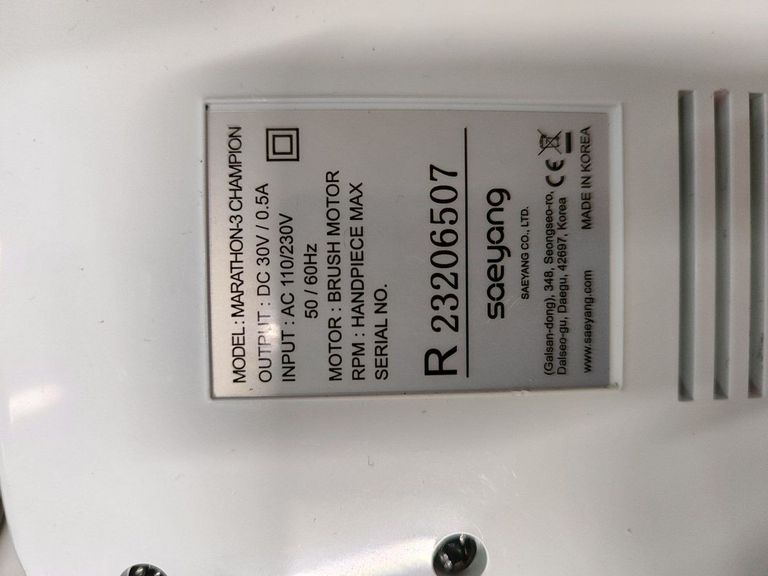 MODEL : MARATHON-3 CHAMPION
OUTPUT : DC 30V / 0.5A
INPUT : AC 110/230V
50 / 60Hz
MOTOR : BRUSH MOTOR
RPM : HANDPIECE MAX
SERIAL NO.
R 23206507
saeyang
SAEYANG CO., LTD.
(Galsan-dong), 348, Seongseo-ro,
Dalseo-gu, Daegu, 42697, Korea CE
www.saeyang.com MADE IN KOREA